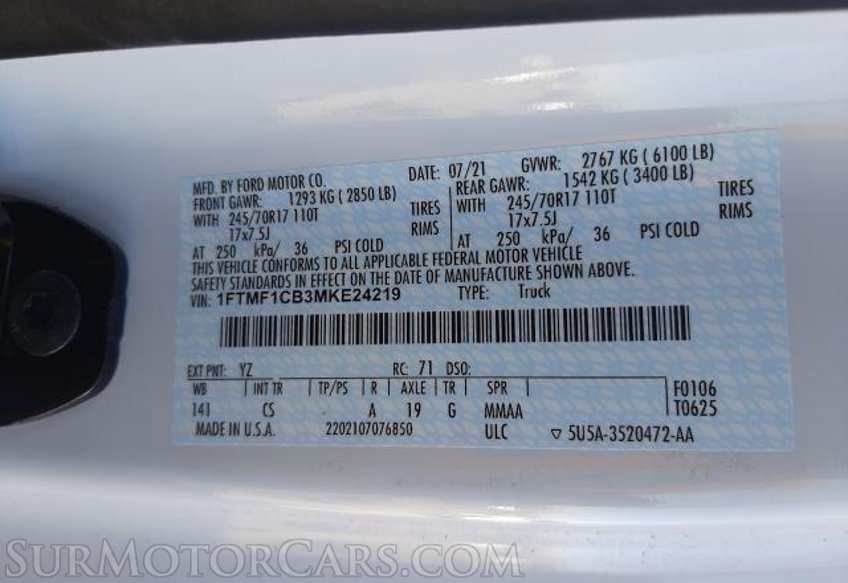 MFD. BY FORD MOTOR CO. DATE: 07/21 GVWR: 2767 KG ( 6100 LB)
FRONT GAWR: 1293 KG ( 2850 LB) REAR GAWR: 1542 KG ( 3400 LB)
WITH 245/70R17 110T TIRES WITH 245/70R17 110T TIRES
17x7.5J RIMS 17x7.5J RIMS
AT 250 kPa/ 36 PSI COLD AT 250 kPa/ 36 PSI COLD
THIS VEHICLE CONFORMS TO ALL APPLICABLE FEDERAL MOTOR VEHICLE
SAFETY STANDARDS IN EFFECT ON THE DATE OF MANUFACTURE SHOWN ABOVE.
VIN: 1FTMF1CB3MKE24219 TYPE: Truck
EXT PNT: YZ RC: 71 DSO:
WB INT TR TP/PS R AXLE TR SPR F0106
141 CS . A 19 G MMAA T0625
MADE IN U.S.A. 2202107076850 ULC ▽ 5U5A-3520472-AA
SurMotorCars.com